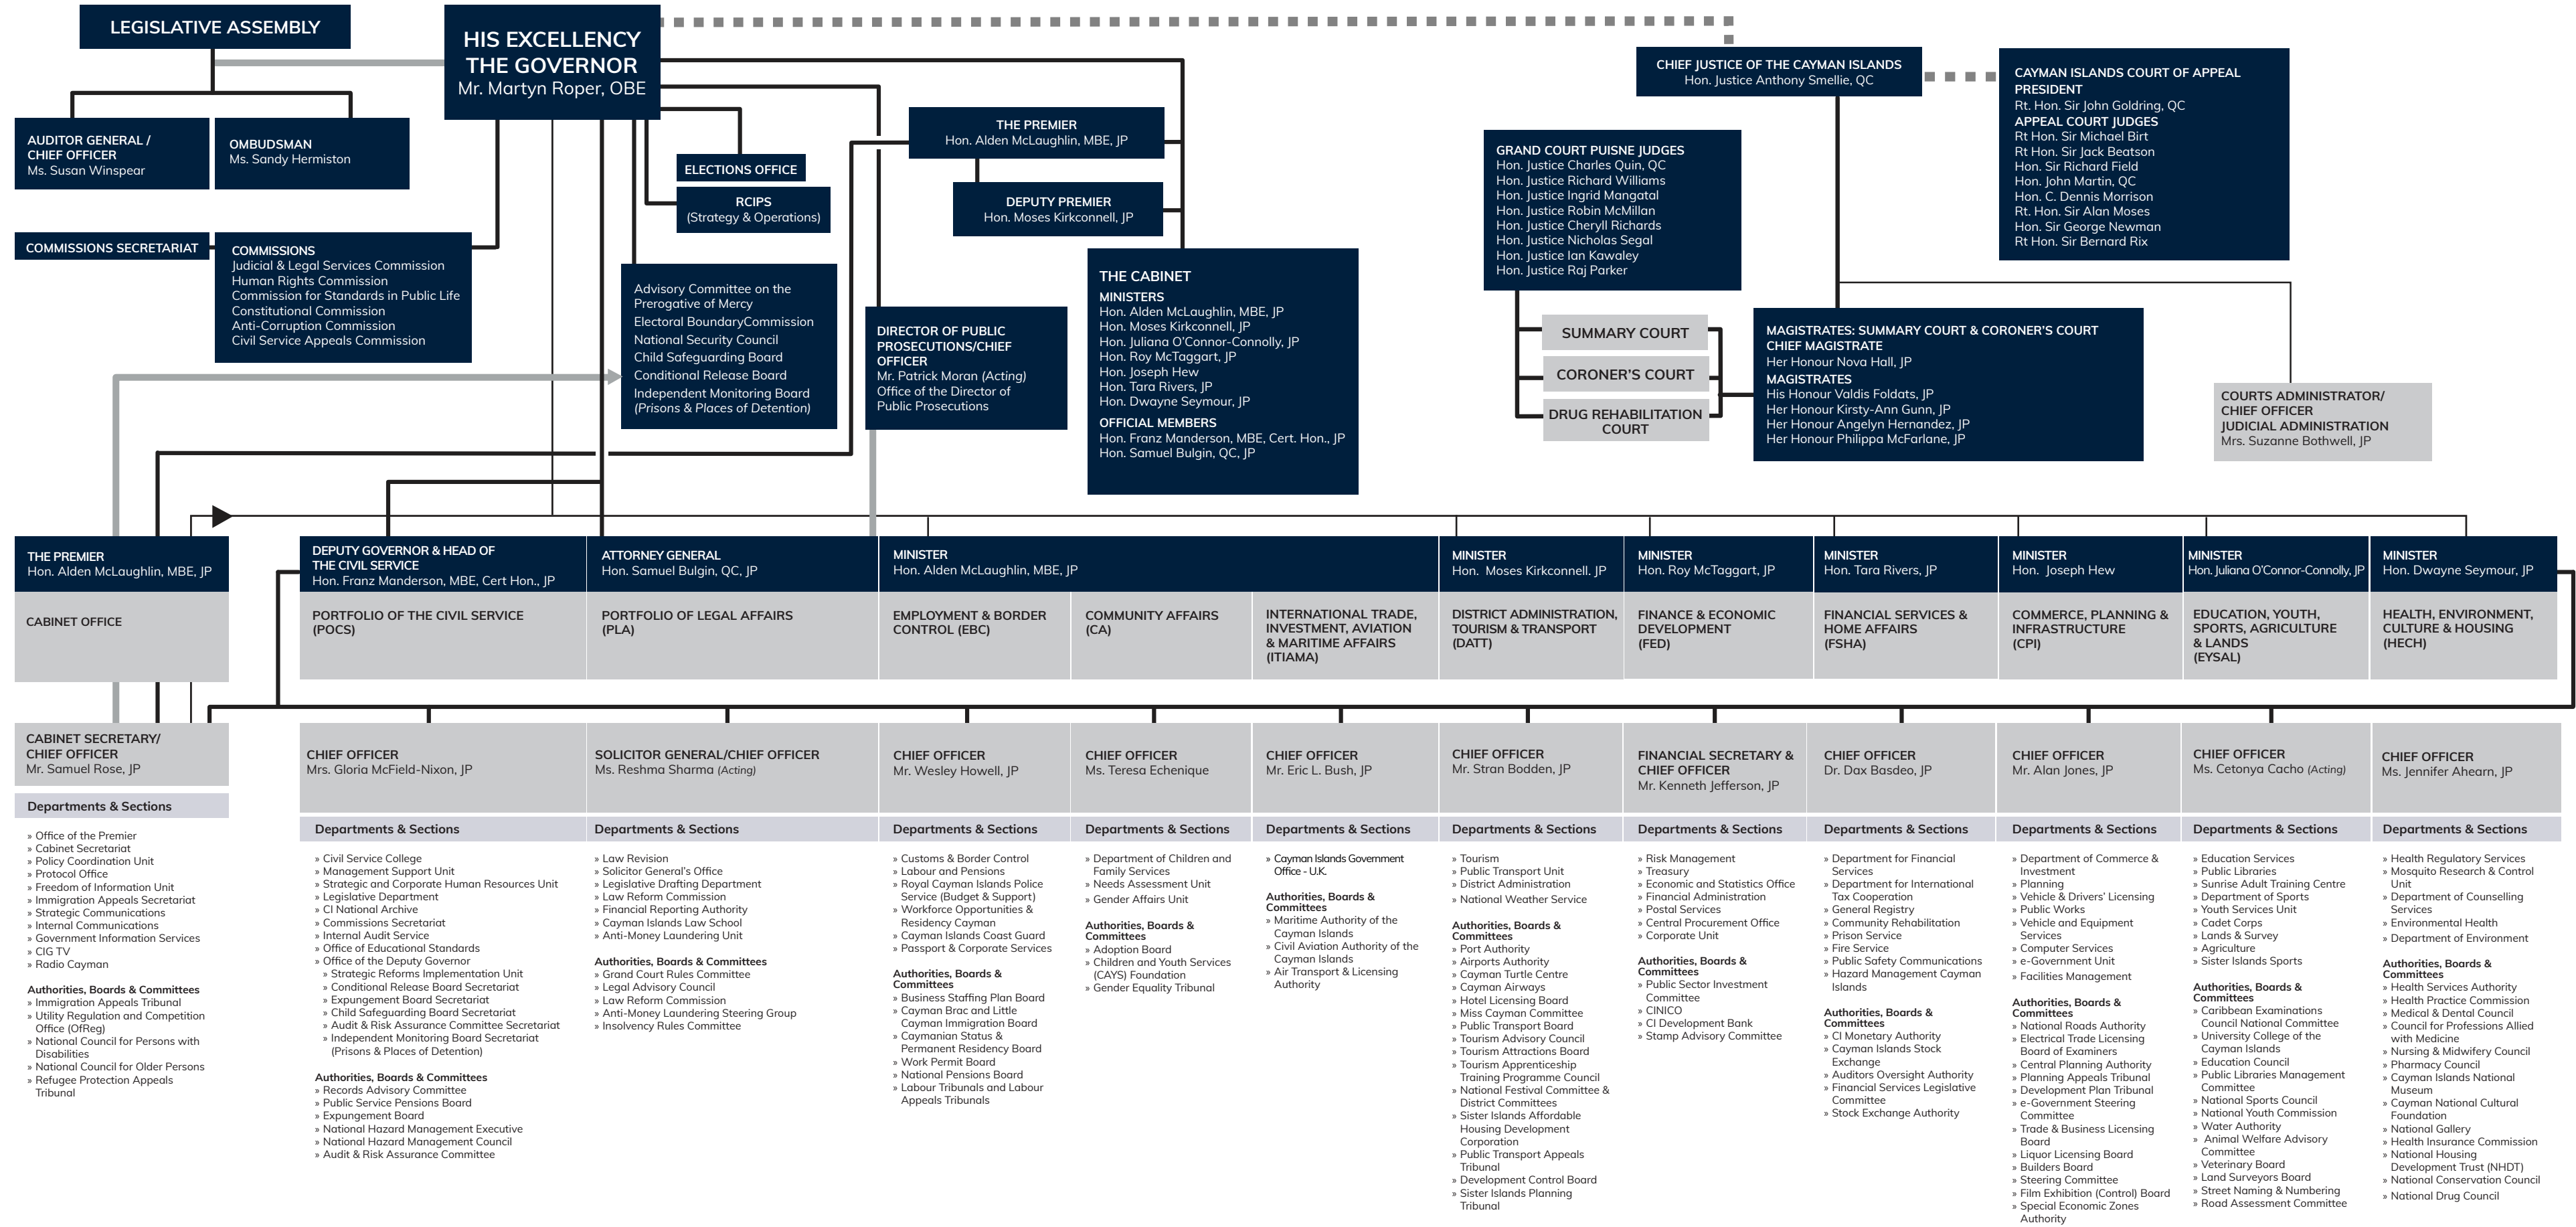 LEGISLATIVE ASSEMBLY
HIS EXCELLENCY
THE GOVERNOR
Mr. Martyn Roper, OBE
AUDITOR GENERAL /
CHIEF OFFICER
Ms. Susan Winspear
OMBUDSMAN
Ms. Sandy Hermiston
COMMISSIONS SECRETARIAT
COMMISSIONS
Judicial & Legal Services Commission
Human Rights Commission
Commission for Standards in Public Life
Constitutional Commission
Anti-Corruption Commission
Civil Service Appeals Commission
ELECTIONS OFFICE
RCIPS
(Strategy & Operations)
Advisory Committee on the
Prerogative of Mercy
Electoral BoundaryCommission
National Security Council
Child Safeguarding Board
Conditional Release Board
Independent Monitoring Board
(Prisons & Places of Detention)
THE PREMIER
Hon. Alden McLaughlin, MBE, JP
DEPUTY PREMIER
Hon. Moses Kirkconnell, JP
DIRECTOR OF PUBLIC
PROSECUTIONS/CHIEF
OFFICER
Mr. Patrick Moran (Acting)
Office of the Director of
Public Prosecutions
THE CABINET
MINISTERS
Hon. Alden McLaughlin, MBE, JP
Hon. Moses Kirkconnell, JP
Hon. Juliana O'Connor-Connolly, JP
Hon. Roy McTaggart, JP
Hon. Joseph Hew
Hon. Tara Rivers, JP
Hon. Dwayne Seymour, JP
OFFICIAL MEMBERS
Hon. Franz Manderson, MBE, Cert. Hon., JP
Hon. Samuel Bulgin, QC, JP
CHIEF JUSTICE OF THE CAYMAN ISLANDS
Hon. Justice Anthony Smellie, QC
CAYMAN ISLANDS COURT OF APPEAL
PRESIDENT
Rt. Hon. Sir John Goldring, QC
APPEAL COURT JUDGES
Rt Hon. Sir Michael Birt
Rt Hon. Sir Jack Beatson
Hon. Sir Richard Field
Hon. John Martin, QC
Hon. C. Dennis Morrison
Rt. Hon. Sir Alan Moses
Hon. Sir George Newman
Rt Hon. Sir Bernard Rix
GRAND COURT PUISNE JUDGES
Hon. Justice Charles Quin, QC
Hon. Justice Richard Williams
Hon. Justice Ingrid Mangatal
Hon. Justice Robin McMillan
Hon. Justice Cheryll Richards
Hon. Justice Nicholas Segal
Hon. Justice Ian Kawaley
Hon. Justice Raj Parker
SUMMARY COURT
CORONER'S COURT
DRUG REHABILITATION
COURT
MAGISTRATES: SUMMARY COURT & CORONER'S COURT
CHIEF MAGISTRATE
Her Honour Nova Hall, JP
MAGISTRATES
His Honour Valdis Foldats, JP
Her Honour Kirsty-Ann Gunn, JP
Her Honour Angelyn Hernandez, JP
Her Honour Philippa McFarlane, JP
COURTS ADMINISTRATOR/
CHIEF OFFICER
JUDICIAL ADMINISTRATION
Mrs. Suzanne Bothwell, JP
THE PREMIER
Hon. Alden McLaughlin, MBE, JP
CABINET OFFICE
CABINET SECRETARY/
CHIEF OFFICER
Mr. Samuel Rose, JP
Departments & Sections
» Office of the Premier
» Cabinet Secretariat
» Policy Coordination Unit
» Protocol Office
» Freedom of Information Unit
» Immigration Appeals Secretariat
» Strategic Communications
» Internal Communications
» Government Information Services
» CIG TV
» Radio Cayman
Authorities, Boards & Committees
» Immigration Appeals Tribunal
» Utility Regulation and Competition
Office (OfReg)
» National Council for Persons with
Disabilities
» National Council for Older Persons
» Refugee Protection Appeals
Tribunal
DEPUTY GOVERNOR & HEAD OF
THE CIVIL SERVICE
Hon. Franz Manderson, MBE, Cert Hon., JP
PORTFOLIO OF THE CIVIL SERVICE
(POCS)
CHIEF OFFICER
Mrs. Gloria McField-Nixon, JP
Departments & Sections
» Civil Service College
» Management Support Unit
» Strategic and Corporate Human Resources Unit
» Legislative Department
» CI National Archive
» Commissions Secretariat
» Internal Audit Service
» Office of Educational Standards
» Office of the Deputy Governor
» Strategic Reforms Implementation Unit
» Conditional Release Board Secretariat
» Expungement Board Secretariat
» Child Safeguarding Board Secretariat
» Audit & Risk Assurance Committee Secretariat
» Independent Monitoring Board Secretariat
(Prisons & Places of Detention)
Authorities, Boards & Committees
» Records Advisory Committee
» Public Service Pensions Board
» Expungement Board
» National Hazard Management Executive
» National Hazard Management Council
» Audit & Risk Assurance Committee
ATTORNEY GENERAL
Hon. Samuel Bulgin, QC, JP
PORTFOLIO OF LEGAL AFFAIRS
(PLA)
SOLICITOR GENERAL/CHIEF OFFICER
Ms. Reshma Sharma (Acting)
Departments & Sections
» Law Revision
» Solicitor General's Office
» Legislative Drafting Department
» Law Reform Commission
» Financial Reporting Authority
» Cayman Islands Law School
» Anti-Money Laundering Unit
Authorities, Boards & Committees
» Grand Court Rules Committee
» Legal Advisory Council
» Law Reform Commission
» Anti-Money Laundering Steering Group
» Insolvency Rules Committee
MINISTER
Hon. Alden McLaughlin, MBE, JP
EMPLOYMENT & BORDER
CONTROL (EBC)
CHIEF OFFICER
Mr. Wesley Howell, JP
Departments & Sections
» Customs & Border Control
» Labour and Pensions
» Royal Cayman Islands Police
Service (Budget & Support)
» Workforce Opportunities &
Residency Cayman
» Cayman Islands Coast Guard
» Passport & Corporate Services
Authorities, Boards &
Committees
» Business Staffing Plan Board
» Cayman Brac and Little
Cayman Immigration Board
» Caymanian Status &
Permanent Residency Board
» Work Permit Board
» National Pensions Board
» Labour Tribunals and Labour
Appeals Tribunals
COMMUNITY AFFAIRS
(CA)
CHIEF OFFICER
Ms. Teresa Echenique
Departments & Sections
» Department of Children and
Family Services
» Needs Assessment Unit
» Gender Affairs Unit
Authorities, Boards &
Committees
» Adoption Board
» Children and Youth Services
(CAYS) Foundation
» Gender Equality Tribunal
INTERNATIONAL TRADE,
INVESTMENT, AVIATION
& MARITIME AFFAIRS
(ITIAMA)
CHIEF OFFICER
Mr. Eric L. Bush, JP
Departments & Sections
» Cayman Islands Government
Office - U.K.
Authorities, Boards &
Committees
» Maritime Authority of the
Cayman Islands
» Civil Aviation Authority of the
Cayman Islands
» Air Transport & Licensing
Authority
MINISTER
Hon. Moses Kirkconnell. JP
DISTRICT ADMINISTRATION,
TOURISM & TRANSPORT
(DATT)
CHIEF OFFICER
Mr. Stran Bodden, JP
Departments & Sections
» Tourism
» Public Transport Unit
» District Administration
» National Weather Service
Authorities, Boards &
Committees
» Port Authority
» Airports Authority
» Cayman Turtle Centre
» Cayman Airways
» Hotel Licensing Board
» Miss Cayman Committee
» Public Transport Board
» Tourism Advisory Council
» Tourism Attractions Board
» Tourism Apprenticeship
Training Programme Council
» National Festival Committee &
District Committees
» Sister Islands Affordable
Housing Development
Corporation
» Public Transport Appeals
Tribunal
» Development Control Board
» Sister Islands Planning
Tribunal
MINISTER
Hon. Roy McTaggart, JP
FINANCE & ECONOMIC
DEVELOPMENT
(FED)
FINANCIAL SECRETARY &
CHIEF OFFICER
Mr. Kenneth Jefferson, JP
Departments & Sections
» Risk Management
» Treasury
» Economic and Statistics Office
» Financial Administration
» Postal Services
» Central Procurement Office
» Corporate Unit
Authorities, Boards &
Committees
» Public Sector Investment
Committee
» CINICO
» CI Development Bank
» Stamp Advisory Committee
MINISTER
Hon. Tara Rivers, JP
FINANCIAL SERVICES &
HOME AFFAIRS
(FSHA)
CHIEF OFFICER
Dr. Dax Basdeo, JP
Departments & Sections
» Department for Financial
Services
» Department for International
Tax Cooperation
» General Registry
» Community Rehabilitation
» Prison Service
» Fire Service
» Public Safety Communications
» Hazard Management Cayman
Islands
Authorities, Boards &
Committees
» CI Monetary Authority
» Cayman Islands Stock
Exchange
» Auditors Oversight Authority
» Financial Services Legislative
Committee
» Stock Exchange Authority
MINISTER
Hon. Joseph Hew
COMMERCE, PLANNING &
INFRASTRUCTURE
(CPI)
CHIEF OFFICER
Mr. Alan Jones, JP
Departments & Sections
» Department of Commerce &
Investment
» Planning
» Vehicle & Drivers' Licensing
» Public Works
» Vehicle and Equipment
Services
» Computer Services
» e-Government Unit
» Facilities Management
Authorities, Boards &
Committees
» National Roads Authority
» Electrical Trade Licensing
Board of Examiners
» Central Planning Authority
» Planning Appeals Tribunal
» Development Plan Tribunal
» e-Government Steering
Committee
» Trade & Business Licensing
Board
» Liquor Licensing Board
» Builders Board
» Steering Committee
» Film Exhibition (Control) Board
» Special Economic Zones
Authority
MINISTER
Hon. Juliana O'Connor-Connolly, JP
EDUCATION, YOUTH,
SPORTS, AGRICULTURE
& LANDS
(EYSAL)
CHIEF OFFICER
Ms. Cetonya Cacho (Acting)
Departments & Sections
» Education Services
» Public Libraries
» Sunrise Adult Training Centre
» Department of Sports
» Youth Services Unit
» Cadet Corps
» Lands & Survey
» Agriculture
» Sister Islands Sports
Authorities, Boards &
Committees
» Caribbean Examinations
Council National Committee
» University College of the
Cayman Islands
» Education Council
» Public Libraries Management
Committee
» National Sports Council
» National Youth Commission
» Water Authority
» Animal Welfare Advisory
Committee
» Veterinary Board
» Land Surveyors Board
» Street Naming & Numbering
» Road Assessment Committee
MINISTER
Hon. Dwayne Seymour, JP
HEALTH, ENVIRONMENT,
CULTURE & HOUSING
(HECH)
CHIEF OFFICER
Ms. Jennifer Ahearn, JP
Departments & Sections
» Health Regulatory Services
» Mosquito Research & Control
Unit
» Department of Counselling
Services
» Environmental Health
» Department of Environment
Authorities, Boards &
Committees
» Health Services Authority
» Health Practice Commission
» Medical & Dental Council
» Council for Professions Allied
with Medicine
» Nursing & Midwifery Council
» Pharmacy Council
» Cayman Islands National
Museum
» Cayman National Cultural
Foundation
» National Gallery
» Health Insurance Commission
» National Housing
Development Trust (NHDT)
» National Conservation Council
» National Drug Council